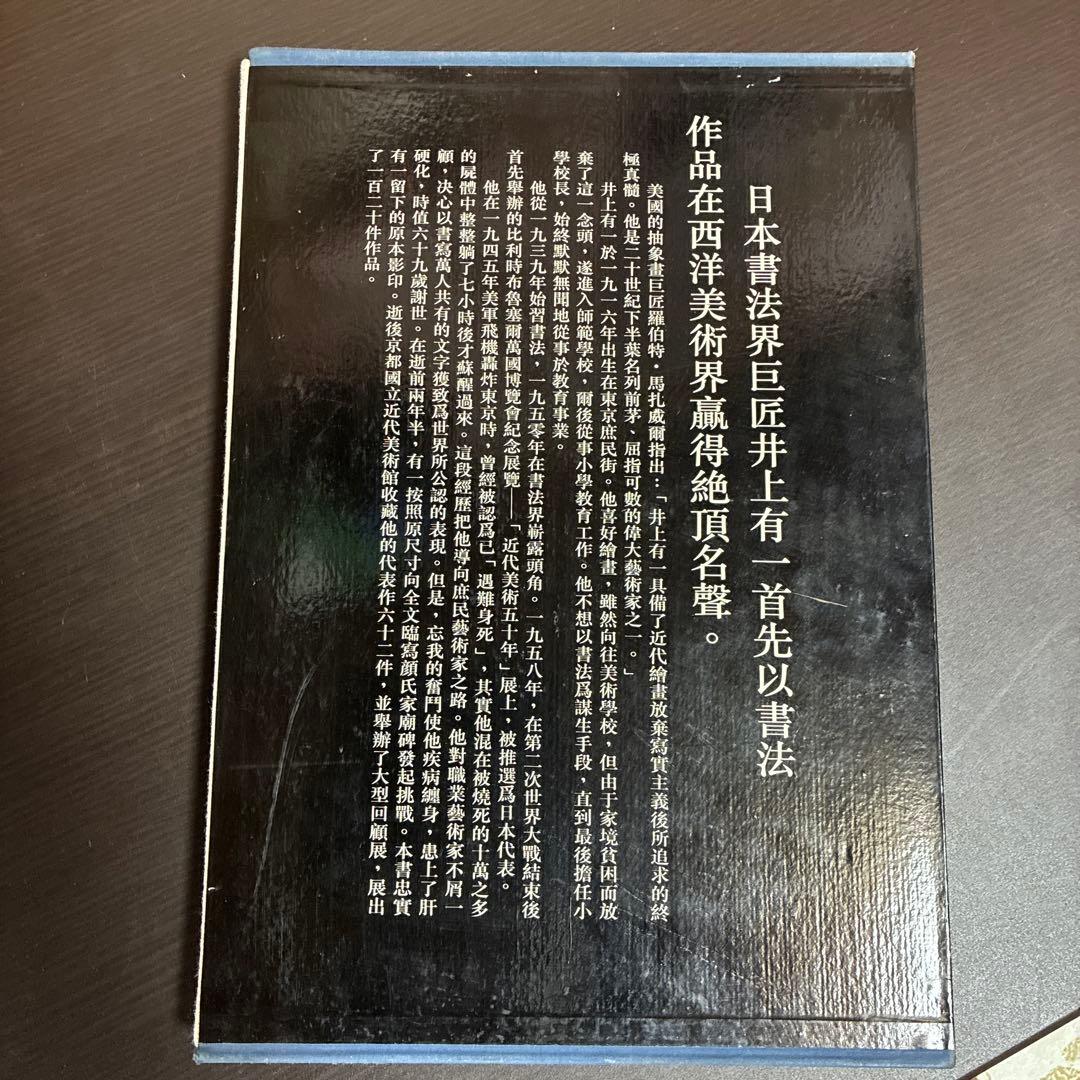 日本書法界巨匠井上有一首先以書法
作品在西洋美術界贏得絶頂名聲。
美國的抽象畫巨匠羅伯特・馬扎威爾指出：「井上有一具備了近代繪畫放棄寫實主義後所追求的終
極真髓。他是二十世紀下半葉名列前茅、屈指可數的偉大藝術家之一。」
井上有一於一九一六年出生在東京庶民街。他喜好繪畫，雖然向往美術學校，但由于家境貧困而放
棄了這一念頭，遂進入師範學校，爾後從事小學教育工作。他不想以書法爲謀生手段，直到最後擔任小
學校長，始終默默無聞地從事於教育事業。
他從一九三九年始習書法，一九五零年在書法界嶄露頭角。一九五八年，在第二次世界大戰結束後
首先舉辦的比利時布魯塞爾萬國博覽會紀念展覽——「近代美術五十年」展上，被推選爲日本代表。
他在一九四五年美軍飛機轟炸東京時，曾經被認爲已「遇難身死」，其實他混在被燒死的十萬之多
的屍體中整整躺了七小時後才蘇醒過來。這段經歷把他導向庶民藝術家之路。他對職業藝術家不屑一
顧，决心以書寫萬人共有的文字獲致爲世界所公認的表現。但是，忘我的奮鬥使他疾病纏身，患上了肝
硬化，時值六十九歲謝世。在逝前兩年半，有一按照原尺寸向全文臨寫顔氏家廟碑發起挑戰。本書忠實
有一留下的原本影印。逝後京都國立近代美術館收藏他的代表作六十二件，並舉辦了大型回顧展，展出
了一百二十件作品。